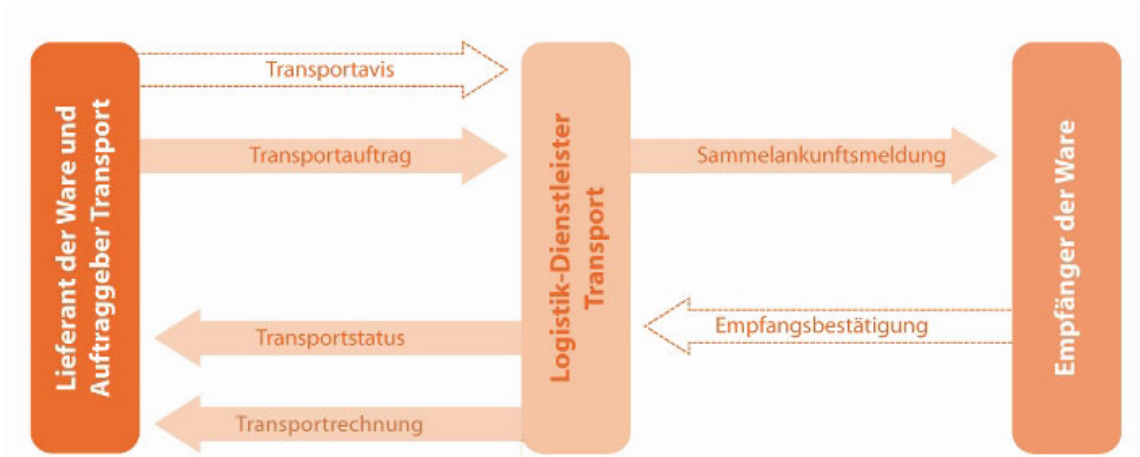 Lieferant der Ware und
Auftraggeber Transport
Transportavis
Transportauftrag
Transportstatus
Transportrechnung
Logistik-Dienstleister
Transport
Sammelankunftsmeldung
Empfangsbestätigung
Empfänger der Ware